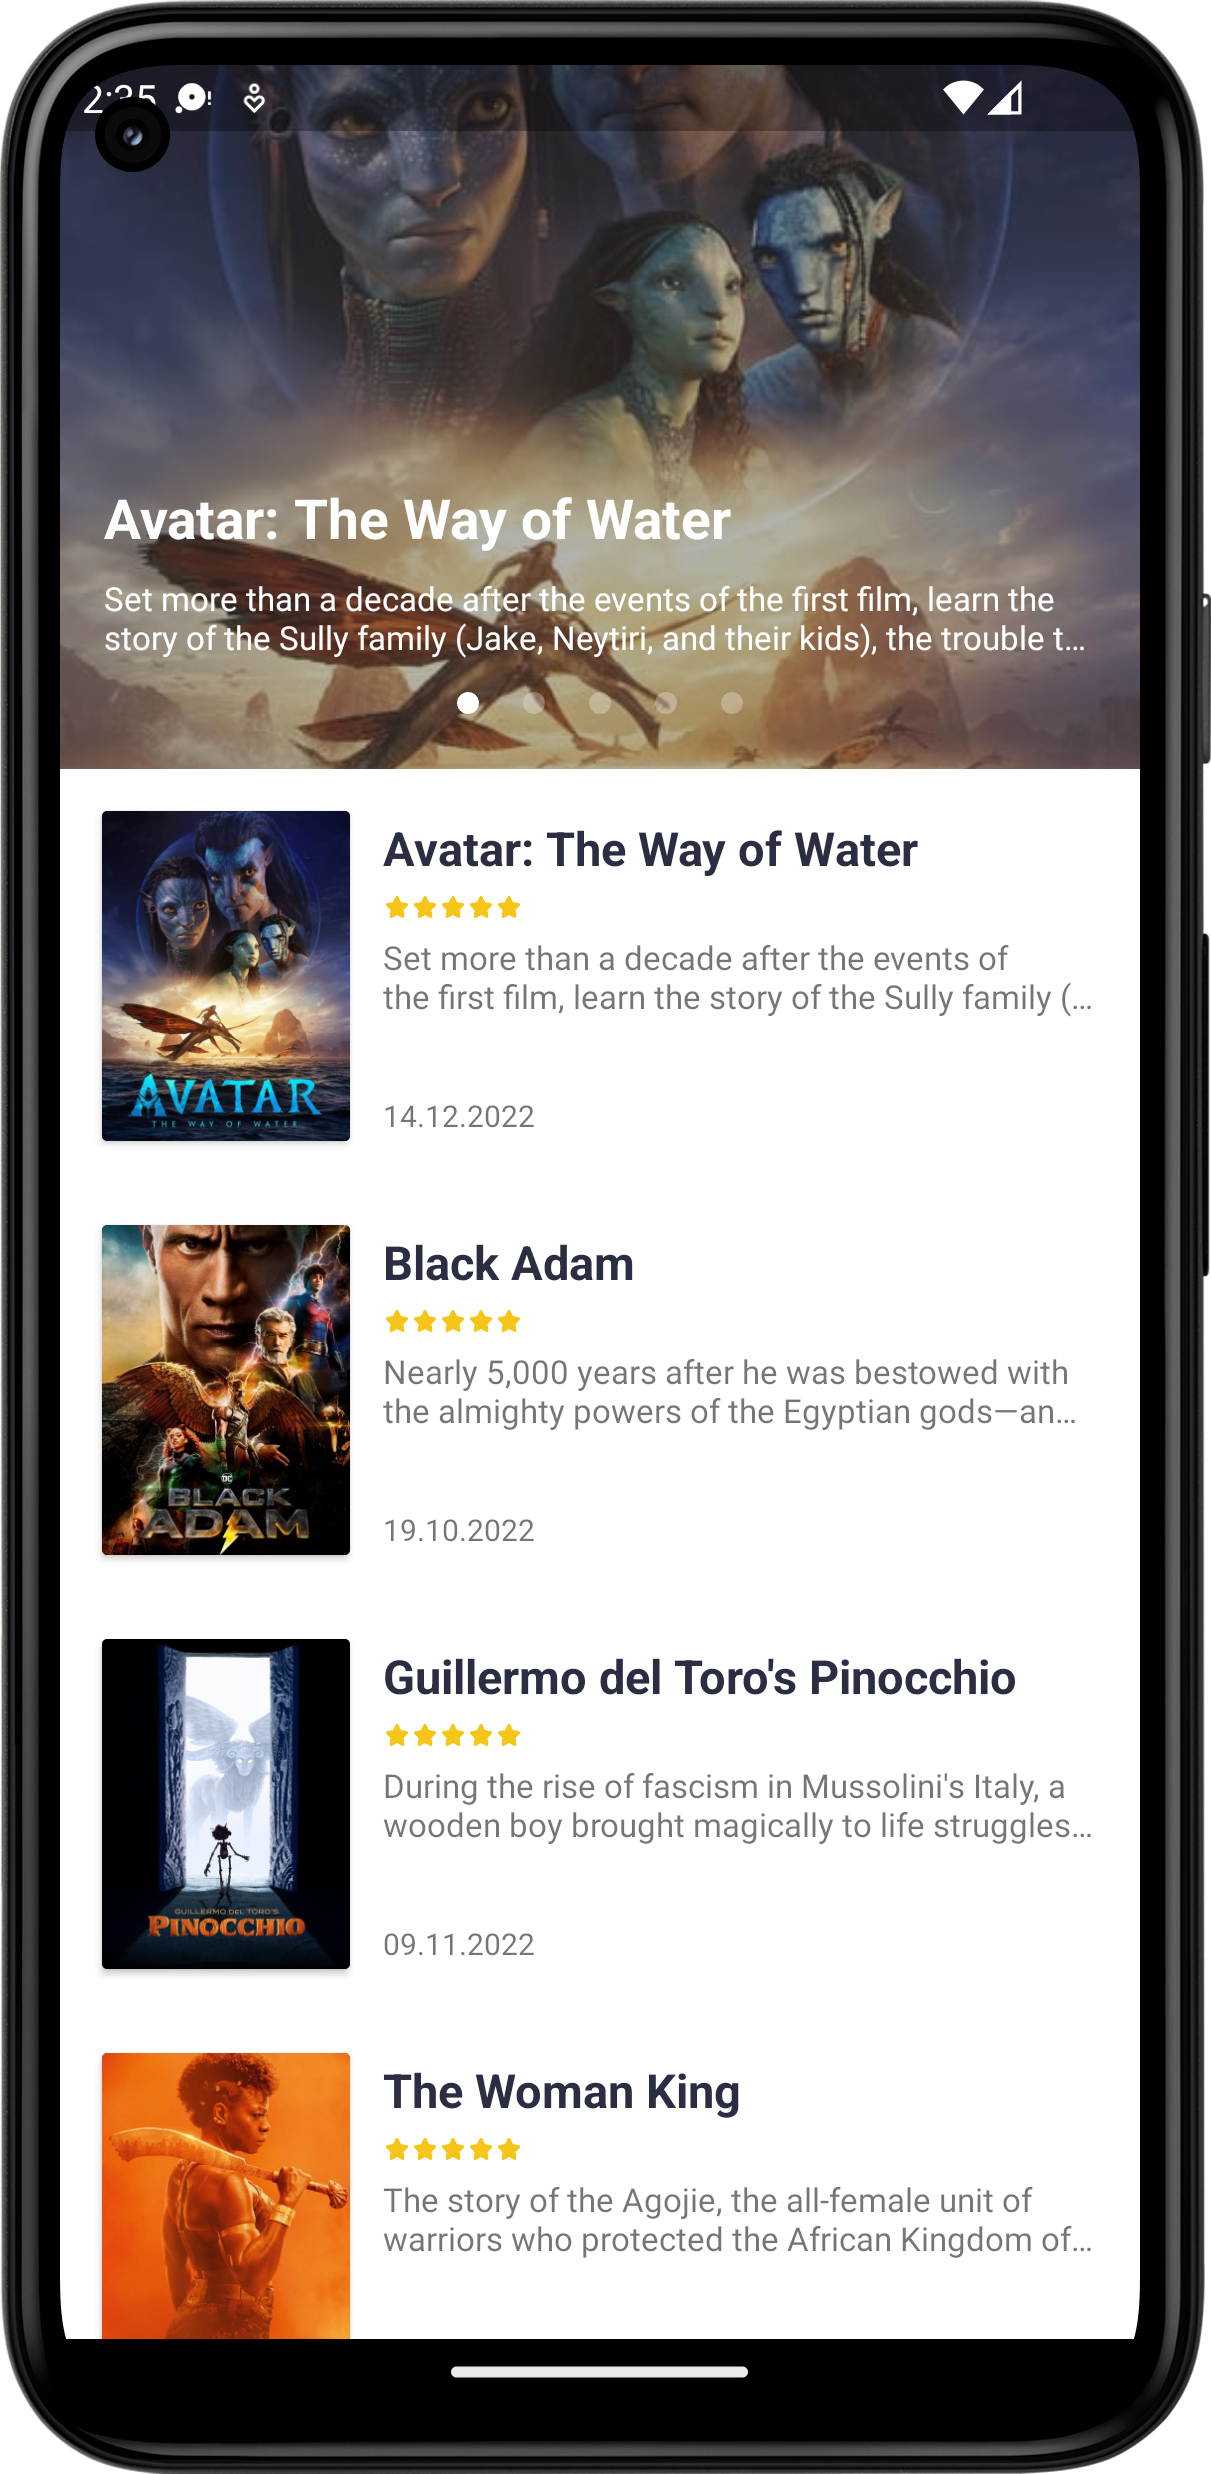 2:35
Avatar: The Way of Water
Set more than a decade after the events of the first film, learn the
story of the Sully family (Jake, Neytiri, and their kids), the trouble t...
Avatar: The Way of Water
Set more than a decade after the events of
the first film, learn the story of the Sully family (...
AVATAR
THE WAY OF WATER
14.12.2022
Black Adam
Nearly 5,000 years after he was bestowed with
the almighty powers of the Egyptian gods—an...
DC
BLACK
ADAM
19.10.2022
Guillermo del Toro's Pinocchio
During the rise of fascism in Mussolini's Italy, a
wooden boy brought magically to life struggles...
GUILLERMO DEL TORO'S
PINOCCHIO
09.11.2022
The Woman King
The story of the Agojie, the all-female unit of
warriors who protected the African Kingdom of...